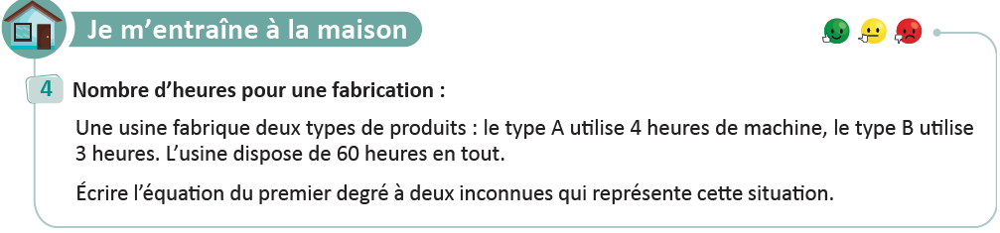 Je m’entraîne à la maison
4 Nombre d’heures pour une fabrication :
Une usine fabrique deux types de produits : le type A utilise 4 heures de machine, le type B utilise
3 heures. L’usine dispose de 60 heures en tout.
Écrire l’équation du premier degré à deux inconnues qui représente cette situation.